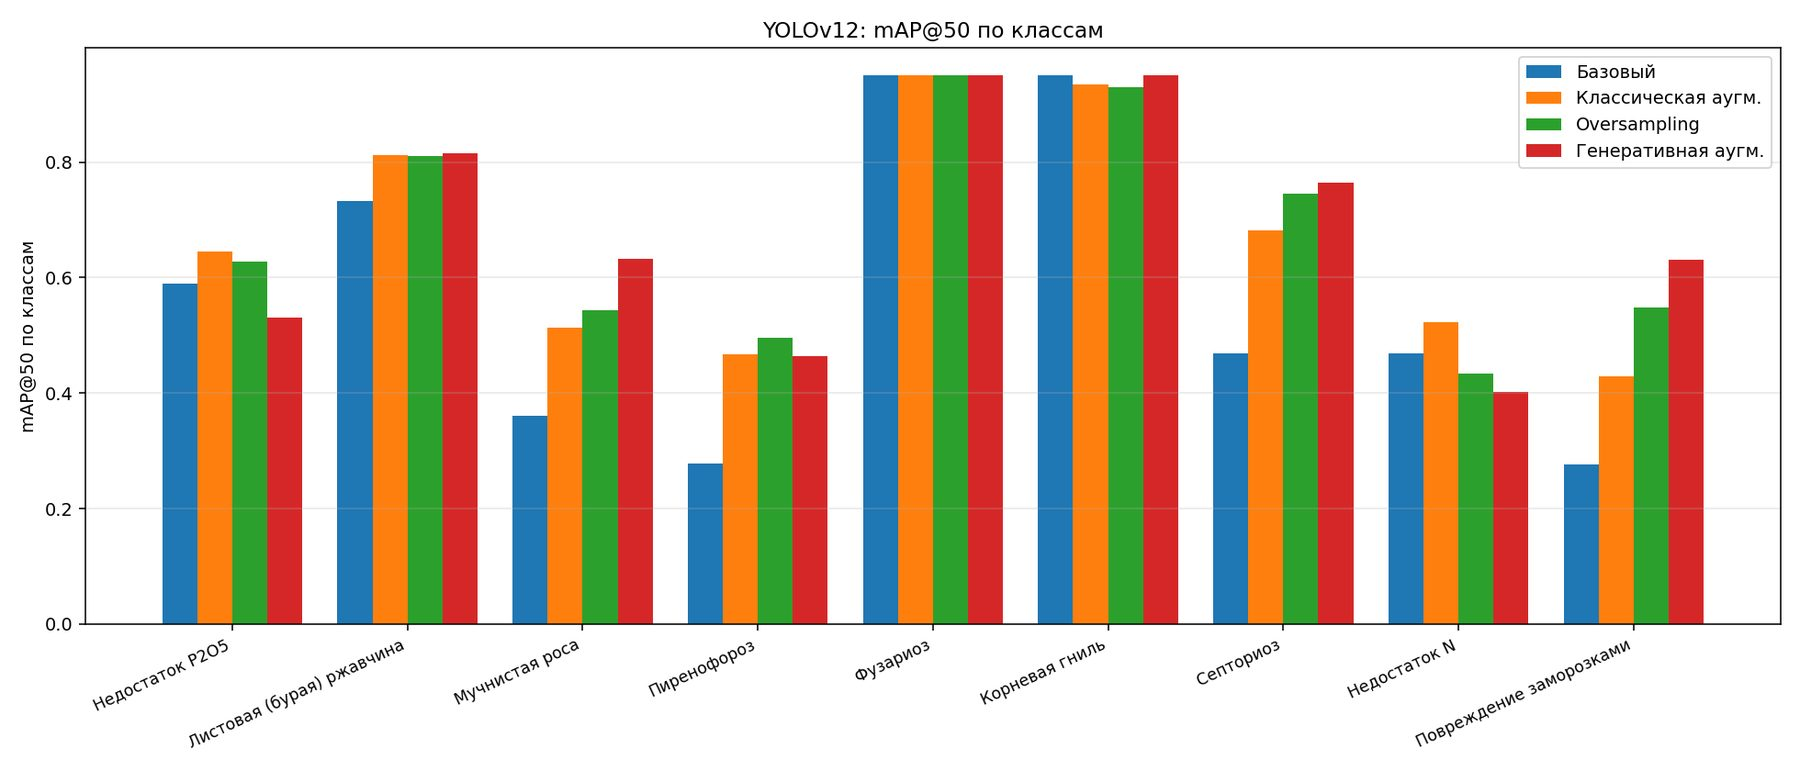 YOLOv12: mAP@50 по классам
Базовый
Классическая аугм.
Oversampling
Генеративная аугм.
mAP@50 по классам
0.8
0.6
0.4
0.2
0.0
Недостаток P2O5
Листовая (бурая) ржавчина
Мучнистая роса
Пиренофороз
Фузариоз
Корневая гниль
Септориоз
Недостаток N
Повреждение заморозками